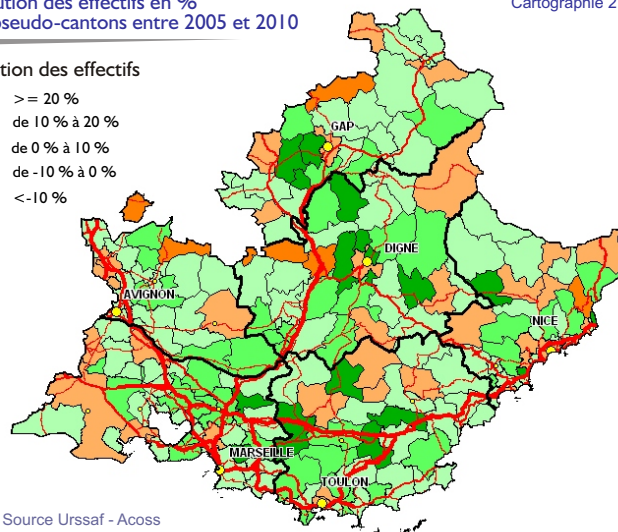 ution des effectifs en %
pseudo-cantons entre 2005 et 2010
Cartographie 2
tion des effectifs
>= 20 %
de 10 % à 20 %
de 0 % à 10 %
de -10 % à 0 %
<-10 %
GAP
DIGNE
AVIGNON
NICE
MARSEILLE
TOULON
Source Urssaf - Acoss